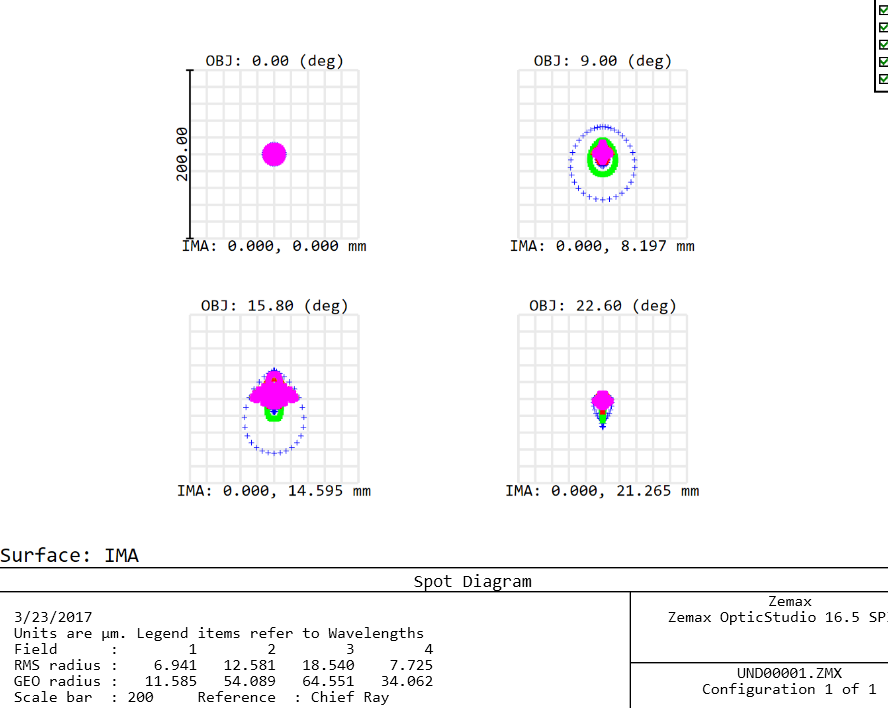 OBJ: 0.00 (deg)
OBJ: 9.00 (deg)
200.00
IMA: 0.000, 0.000 mm
IMA: 0.000, 8.197 mm
OBJ: 15.80 (deg)
OBJ: 22.60 (deg)
IMA: 0.000, 14.595 mm
IMA: 0.000, 21.265 mm
Surface: IMA
Spot Diagram
3/23/2017
Units are µm. Legend items refer to Wavelengths
Field : 1 2 3 4
RMS radius : 6.941 12.581 18.540 7.725
GEO radius : 11.585 54.089 64.551 34.062
Scale bar : 200 Reference : Chief Ray
Zemax
Zemax OpticStudio 16.5 SP
UND00001.ZMX
Configuration 1 of 1